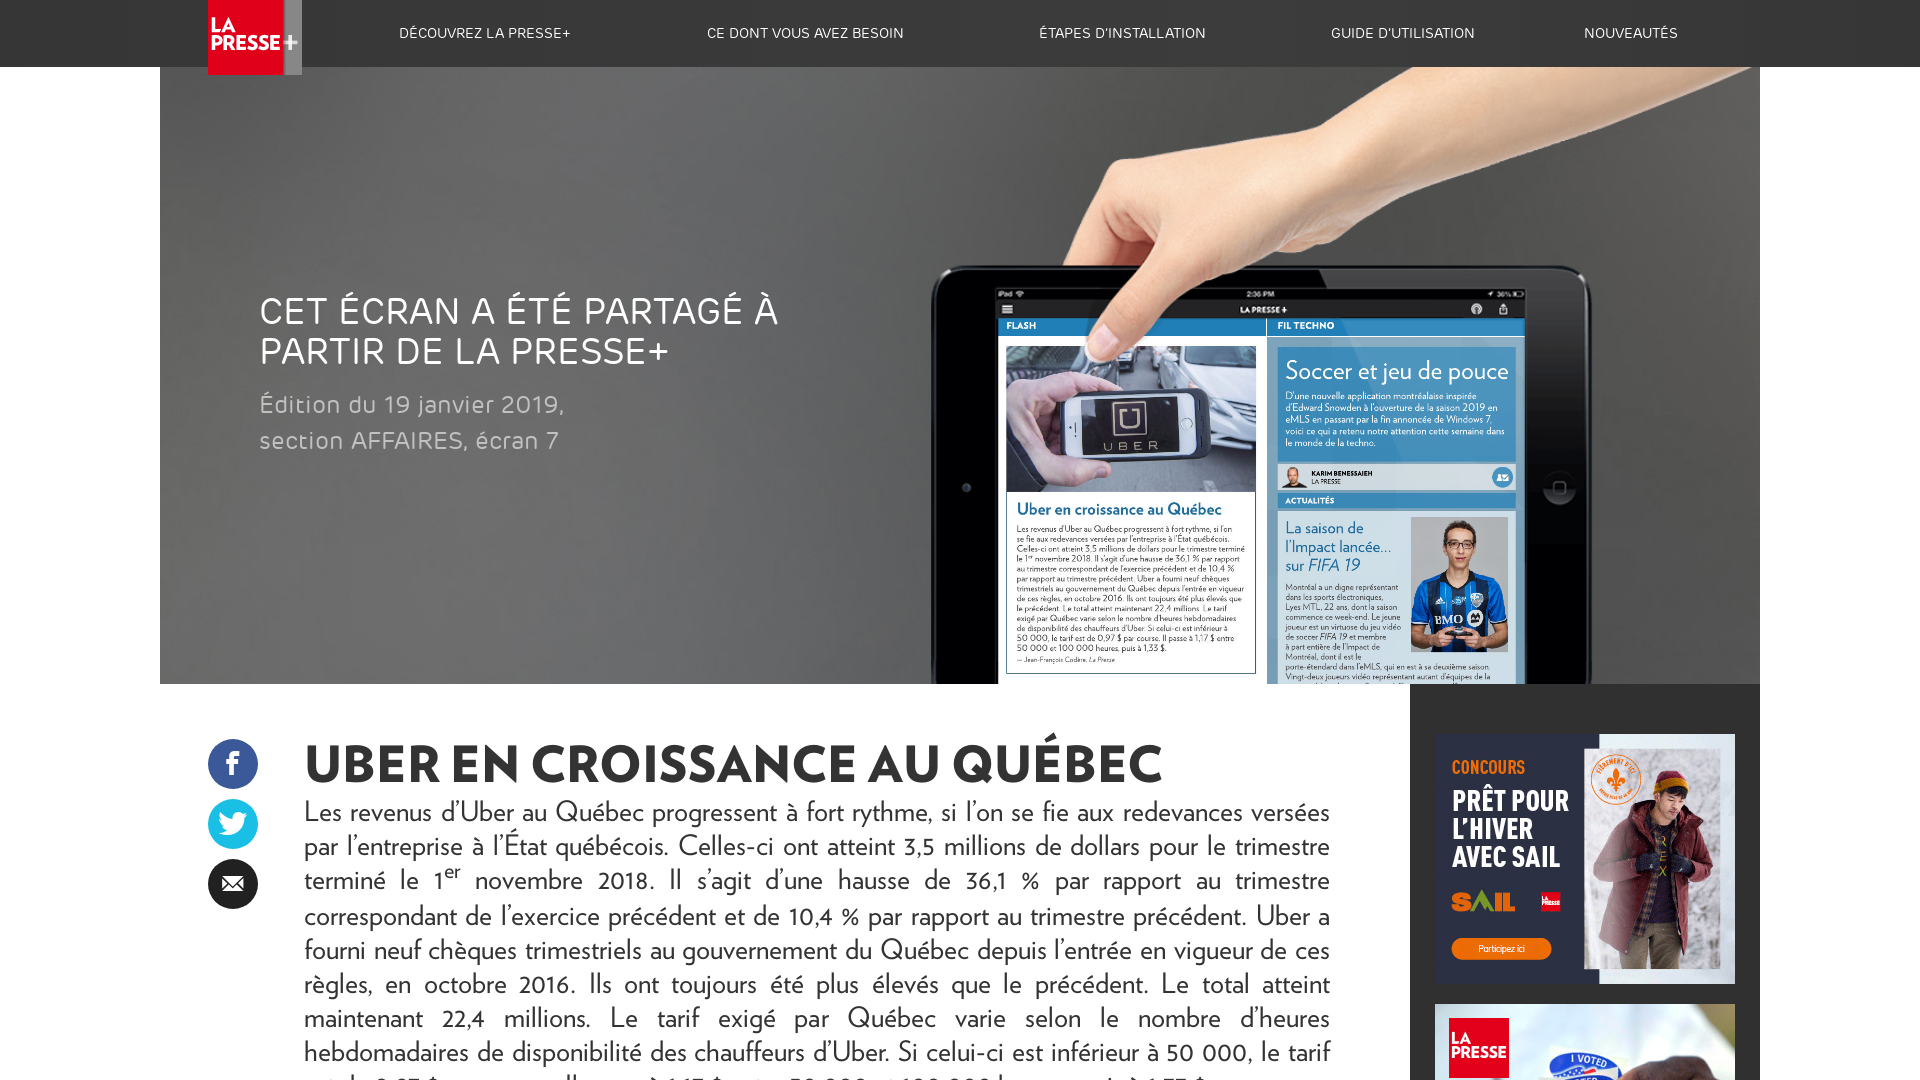 LA PRESSE+
DÉCOUVREZ LA PRESSE+
CE DONT VOUS AVEZ BESOIN
ÉTAPES D'INSTALLATION
GUIDE D'UTILISATION
NOUVEAUTÉS
CET ÉCRAN A ÉTÉ PARTAGÉ À
PARTIR DE LA PRESSE+
Édition du 19 janvier 2019,
section AFFAIRES, écran 7
iPad
2:36 PM
36%
LA PRESSE+
FLASH
UBER
Uber en croissance au Québec
Les revenus d'Uber au Québec progressent à fort rythme, si l'on
se fie aux redevances versées par l'entreprise à l'État québécois.
Celles-ci ont atteint 3,5 millions de dollars pour le trimestre terminé
le 1er novembre 2018. Il s'agit d'une hausse de 36,1 % par rapport
au trimestre correspondant de l'exercice précédent et de 10,4 %
par rapport au trimestre précédent. Uber a fourni neuf chèques
trimestriels au gouvernement du Québec depuis l'entrée en vigueur
de ces règles, en octobre 2016. Ils ont toujours été plus élevés que
le précédent. Le total atteint maintenant 22,4 millions. Le tarif
exigé par Québec varie selon le nombre d'heures hebdomadaires
de disponibilité des chauffeurs d'Uber. Si celui-ci est inférieur à
50 000, le tarif est de 0,97 $ par course. Il passe à 1,17 $ entre
50 000 et 100 000 heures, puis à 1,33 $.
— Jean-François Codère, La Presse
FIL TECHNO
Soccer et jeu de pouce
D'une nouvelle application montréalaise inspirée
d'Edward Snowden à l'ouverture de la saison 2019 en
eMLS en passant par la fin annoncée de Windows 7,
voici ce qui a retenu notre attention cette semaine dans
le monde de la techno.
KARIM BENESSAIEH
LA PRESSE
ACTUALITÉS
La saison de
l'Impact lancée…
sur FIFA 19
Montréal a un digne représentant
dans les sports électroniques,
Lyes MTL, 22 ans, dont la saison
commence ce week-end. Le jeune
joueur est un virtuose du jeu vidéo
de soccer FIFA 19 et membre
à part entière de l'Impact de
Montréal, dont il est le
porte-étendard dans l'eMLS, qui en est à sa deuxième saison.
Vingt-deux joueurs vidéo représentant autant d'équipes de la
BMO
UBER EN CROISSANCE AU QUÉBEC
Les revenus d'Uber au Québec progressent à fort rythme, si l'on se fie aux redevances versées
par l'entreprise à l'État québécois. Celles-ci ont atteint 3,5 millions de dollars pour le trimestre
terminé le 1er novembre 2018. Il s'agit d'une hausse de 36,1 % par rapport au trimestre
correspondant de l'exercice précédent et de 10,4 % par rapport au trimestre précédent. Uber a
fourni neuf chèques trimestriels au gouvernement du Québec depuis l'entrée en vigueur de ces
règles, en octobre 2016. Ils ont toujours été plus élevés que le précédent. Le total atteint
maintenant 22,4 millions. Le tarif exigé par Québec varie selon le nombre d'heures
hebdomadaires de disponibilité des chauffeurs d'Uber. Si celui-ci est inférieur à 50 000, le tarif
CONCOURS
PRÊT POUR
L'HIVER
AVEC SAIL
SAIL
LA PRESSE
Participez ici
FIÈREMENT D'ICI
REX
LA
PRESSE
I VOTED